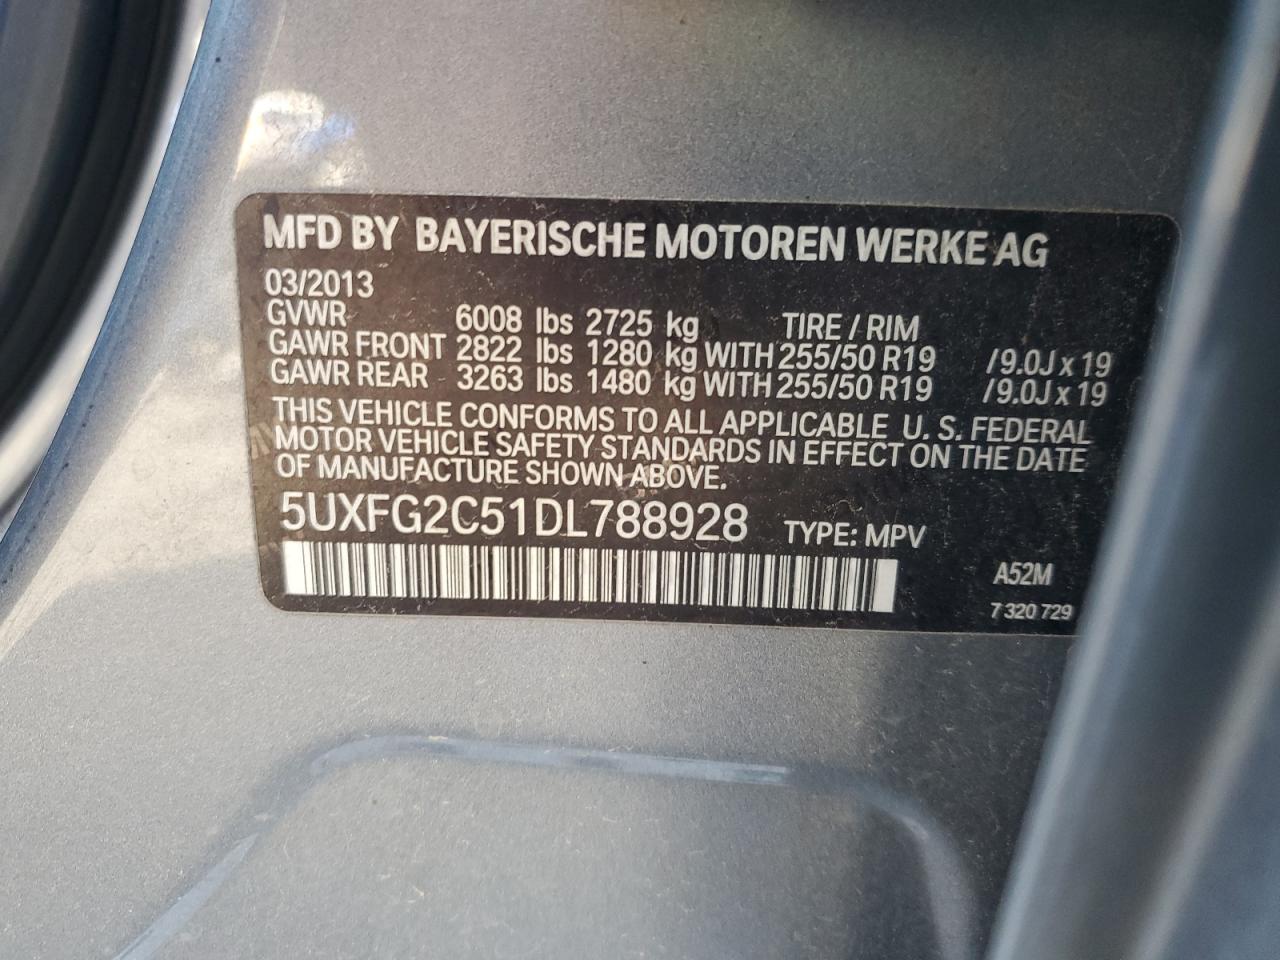 MFD BY BAYERISCHE MOTOREN WERKE AG
03/2013
GVWR 6008 lbs 2725 kg TIRE / RIM
GAWR FRONT 2822 lbs 1280 kg WITH 255/50 R19 /9.0J x 19
GAWR REAR 3263 lbs 1480 kg WITH 255/50 R19 /9.0J x 19
THIS VEHICLE CONFORMS TO ALL APPLICABLE U. S. FEDERAL
MOTOR VEHICLE SAFETY STANDARDS IN EFFECT ON THE DATE
OF MANUFACTURE SHOWN ABOVE.
5UXFG2C51DL788928 TYPE: MPV
A52M
7 320 729